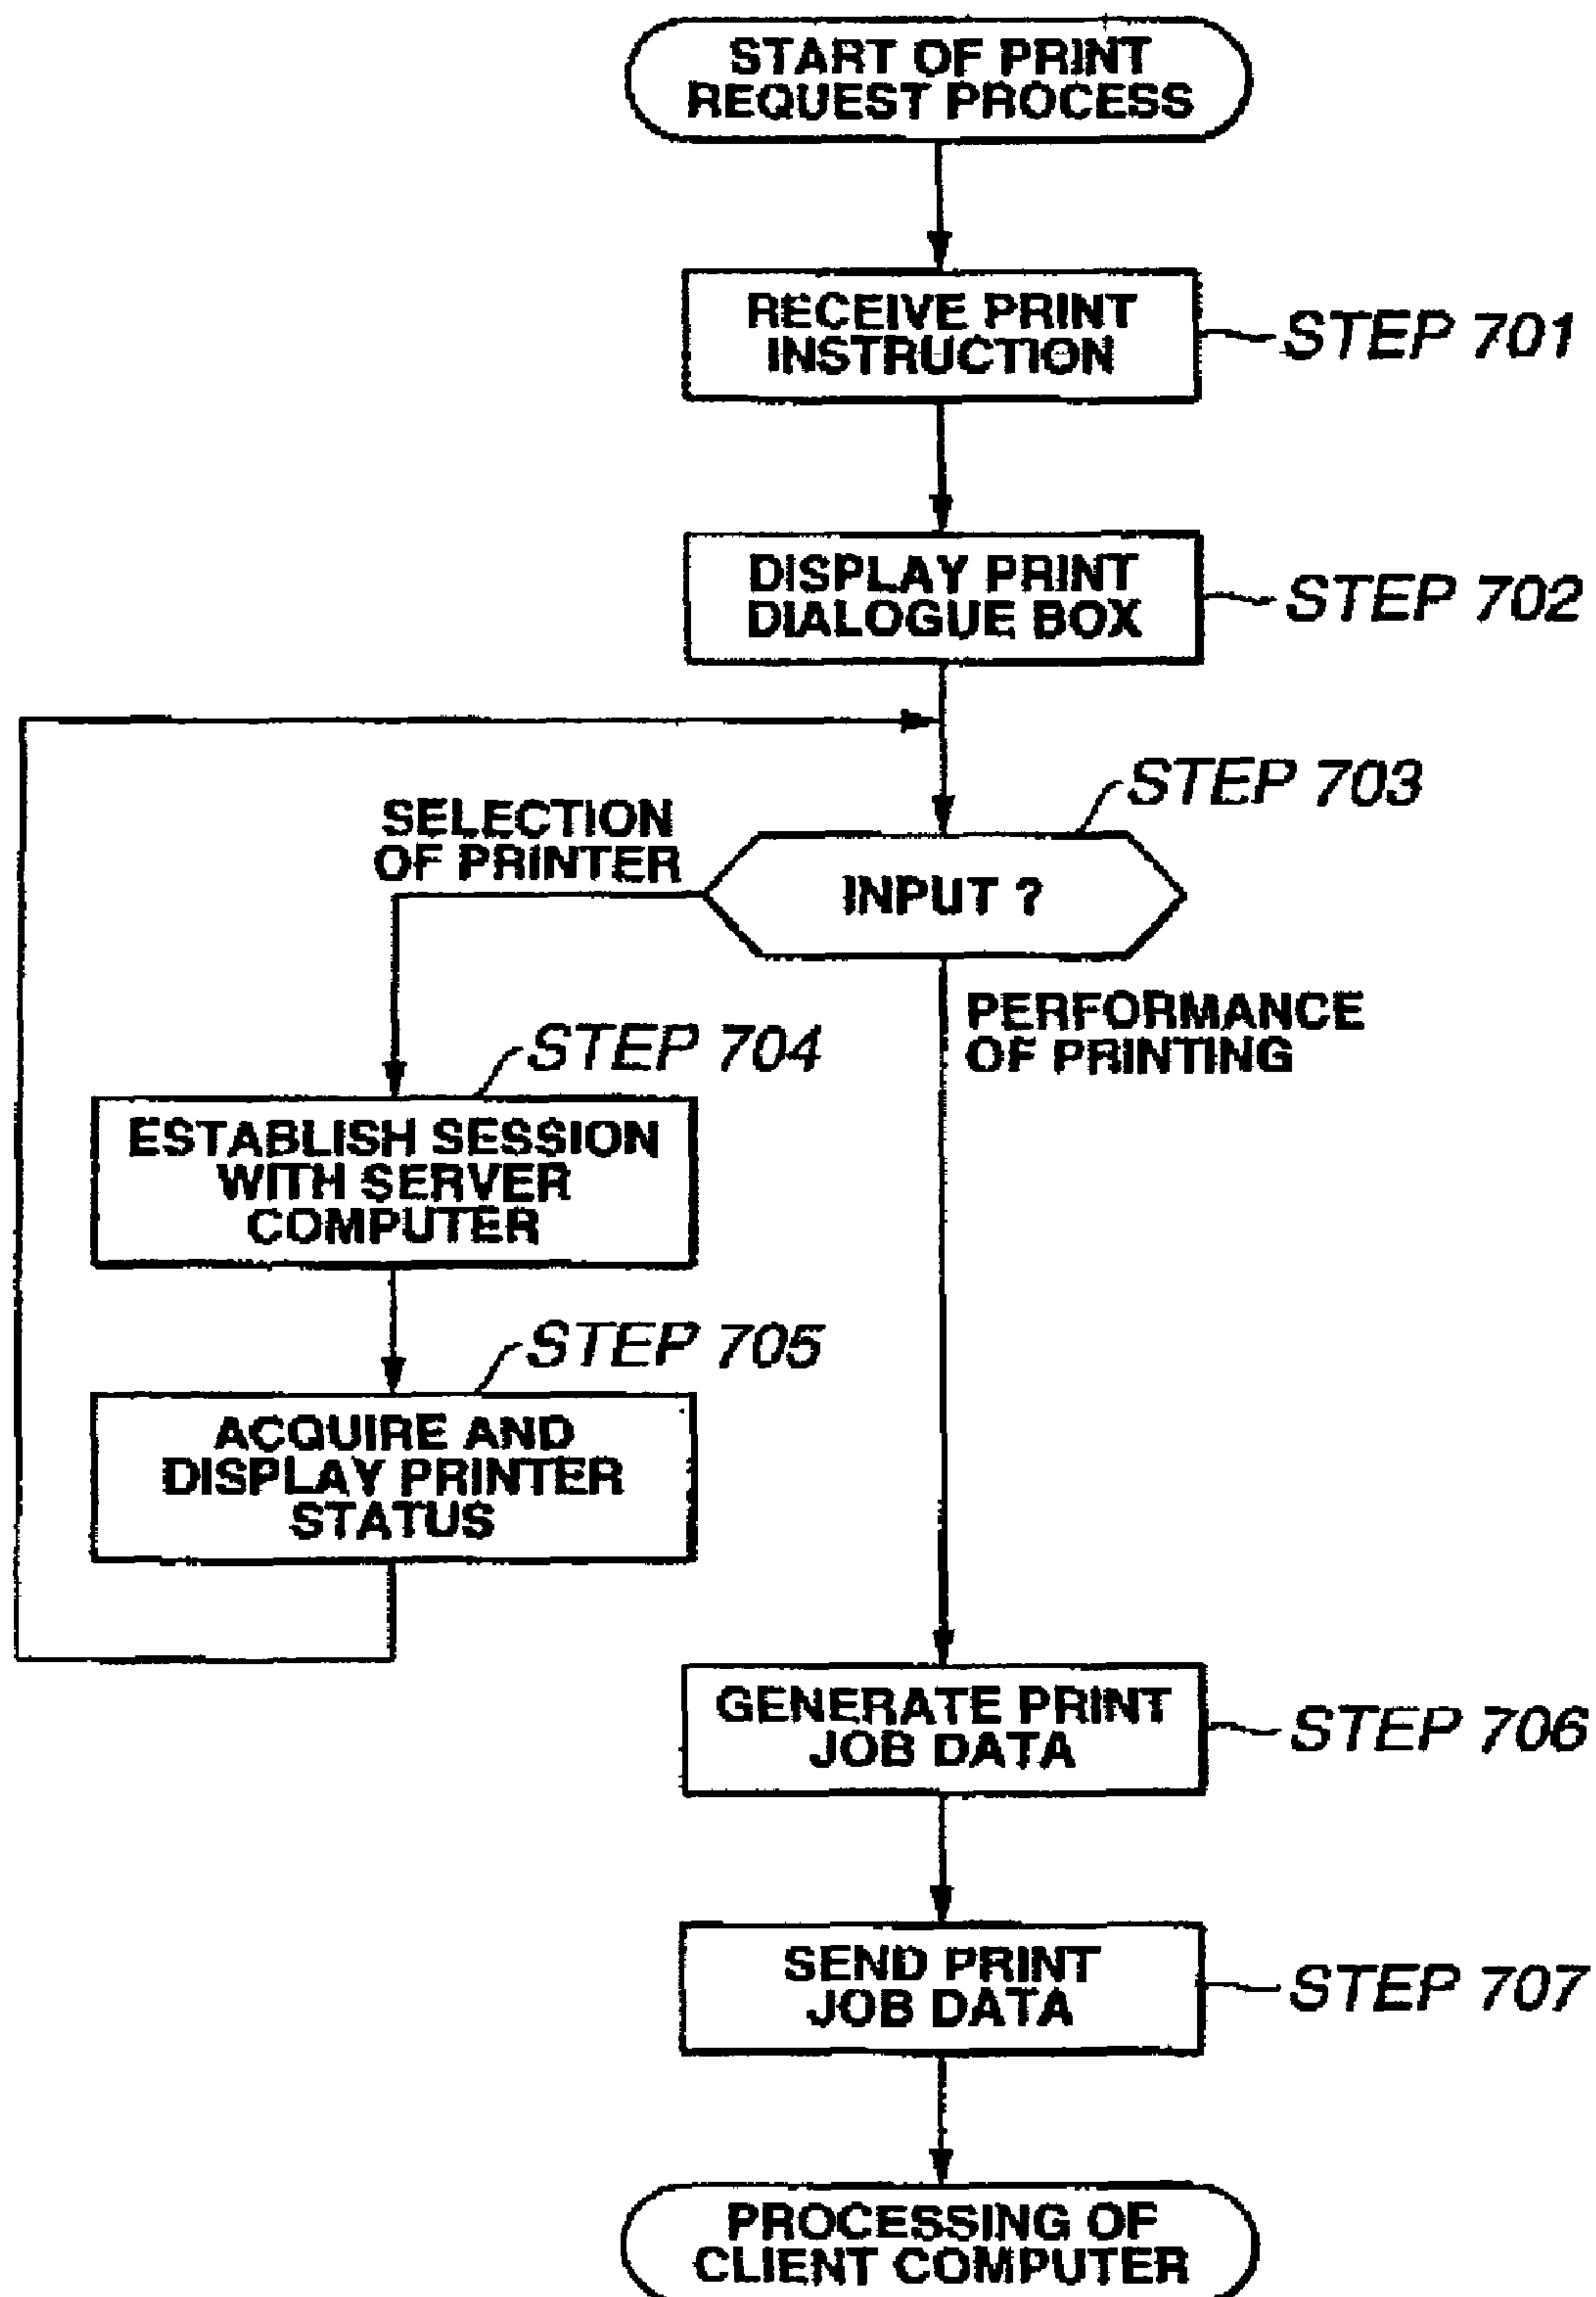 START OF PRINT
REQUEST PROCESS
RECEIVE PRINT
INSTRUCTION
STEP 701
DISPLAY PRINT
DIALOGUE BOX
STEP 702
STEP 703
SELECTION
OF PRINTER
INPUT ?
PERFORMANCE
OF PRINTING
STEP 704
ESTABLISH SESSION
WITH SERVER
COMPUTER
STEP 705
ACQUIRE AND
DISPLAY PRINTER
STATUS
GENERATE PRINT
JOB DATA
STEP 706
SEND PRINT
JOB DATA
STEP 707
PROCESSING OF
CLIENT COMPUTER